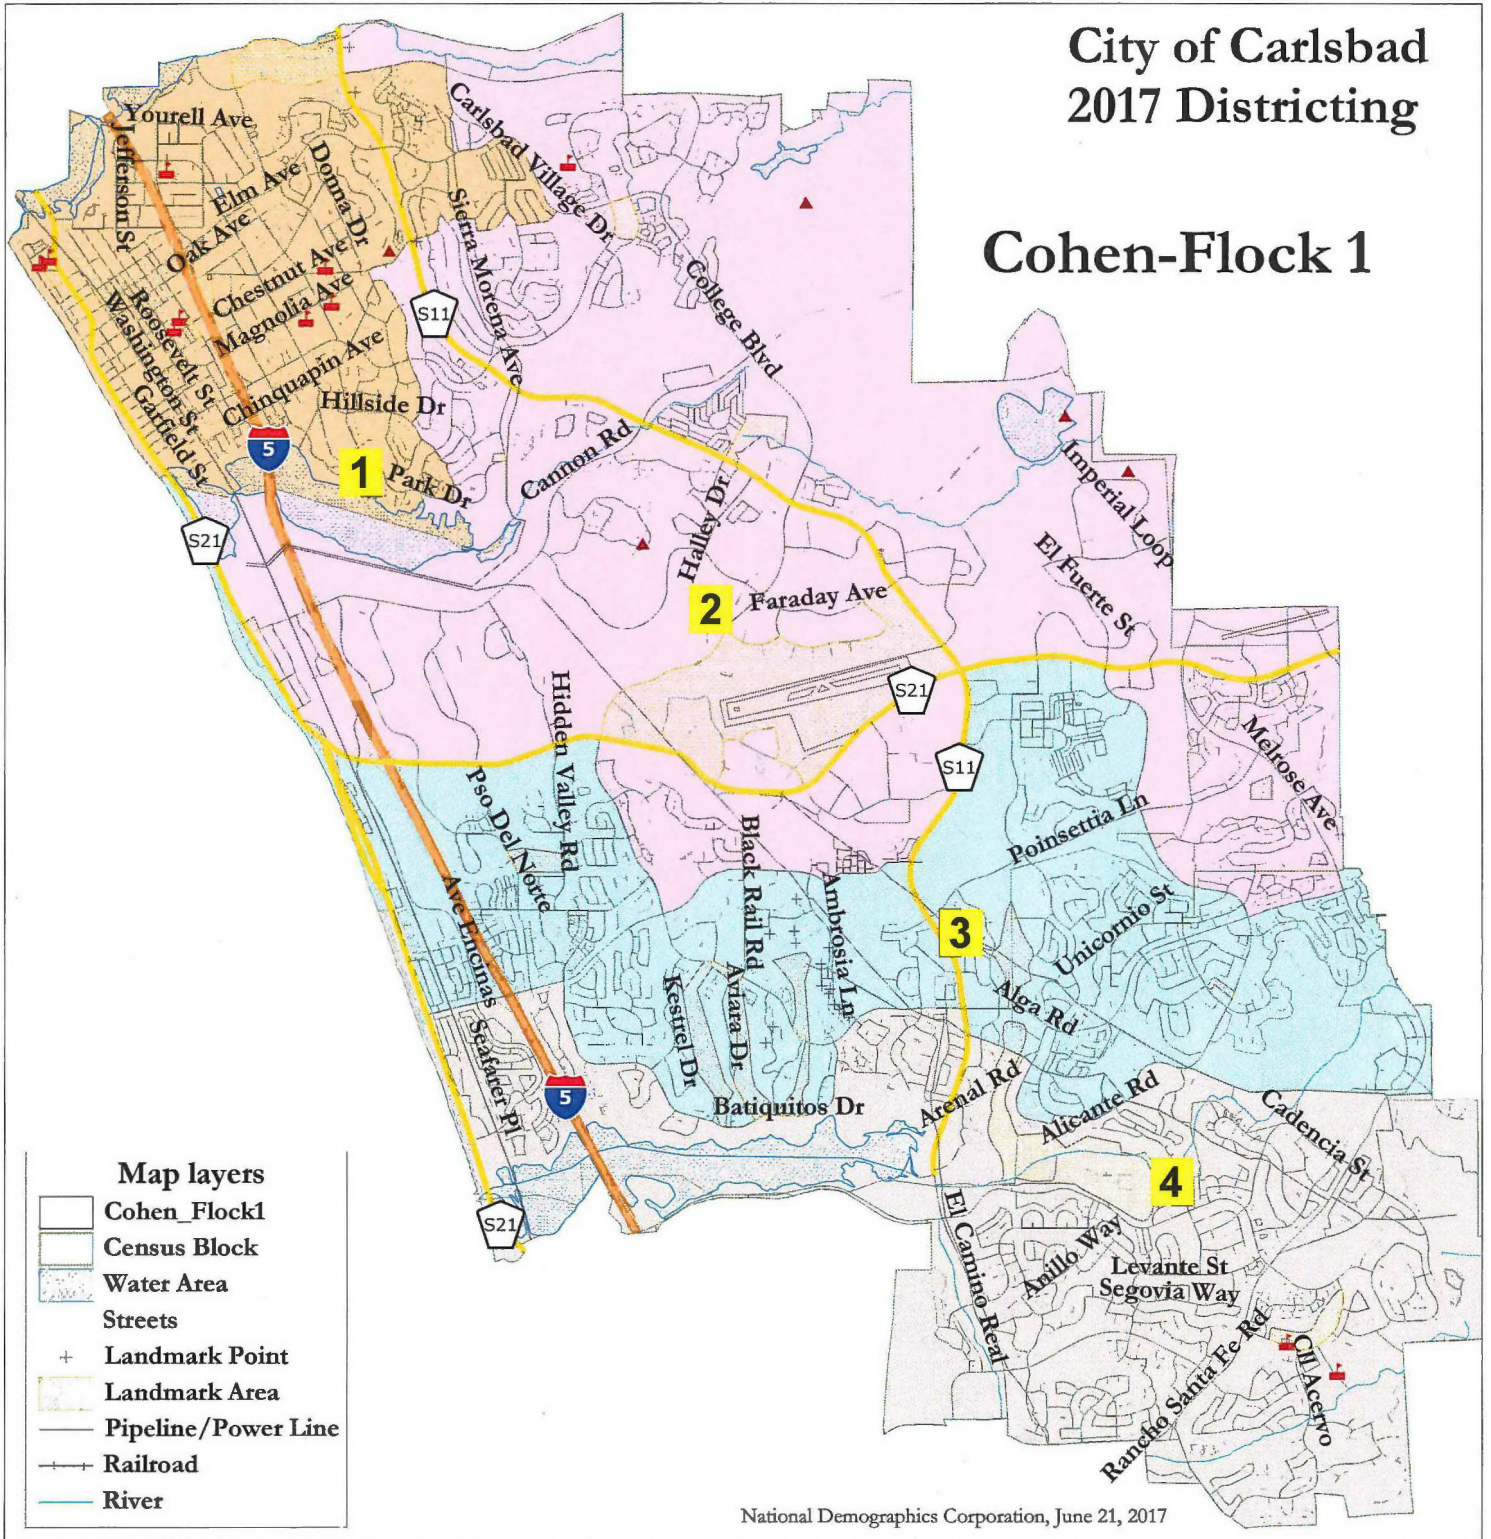 City of Carlsbad
2017 Districting
Cohen-Flock 1
Yourell Ave
Jefferson St
Elm Ave
Donna Dr
Oak Ave
Carlsbad Village Dr
Sierra Morena Ave
Chestnut Ave
Magnolia Ave
Roosevelt St
Washington St
Garfield St
Chinquapin Ave
Hillside Dr
S11
College Blvd
5
1
Park Dr
Cannon Rd
Halley Dr
Imperial Loop
El Fuerte St
S21
2
Faraday Ave
S21
Hidden Valley Rd
Pso Del Norte
S11
Melrose Ave
Poinsettia Ln
Black Rail Rd
Ambrosia Ln
Ave Encinas
3
Unicornio St
Kestrel Dr
Aviara Dr
Alga Rd
Seafarer Pl
5
Batiquitos Dr
Arenal Rd
Alicante Rd
Cadencia St
4
S21
El Camino Real
Anillo Way
Levante St
Segovia Way
Rancho Santa Fe Rd
Cll Acervo
Map layers
Cohen_Flock1
Census Block
Water Area
Streets
Landmark Point
Landmark Area
Pipeline/Power Line
Railroad
River
National Demographics Corporation, June 21, 2017